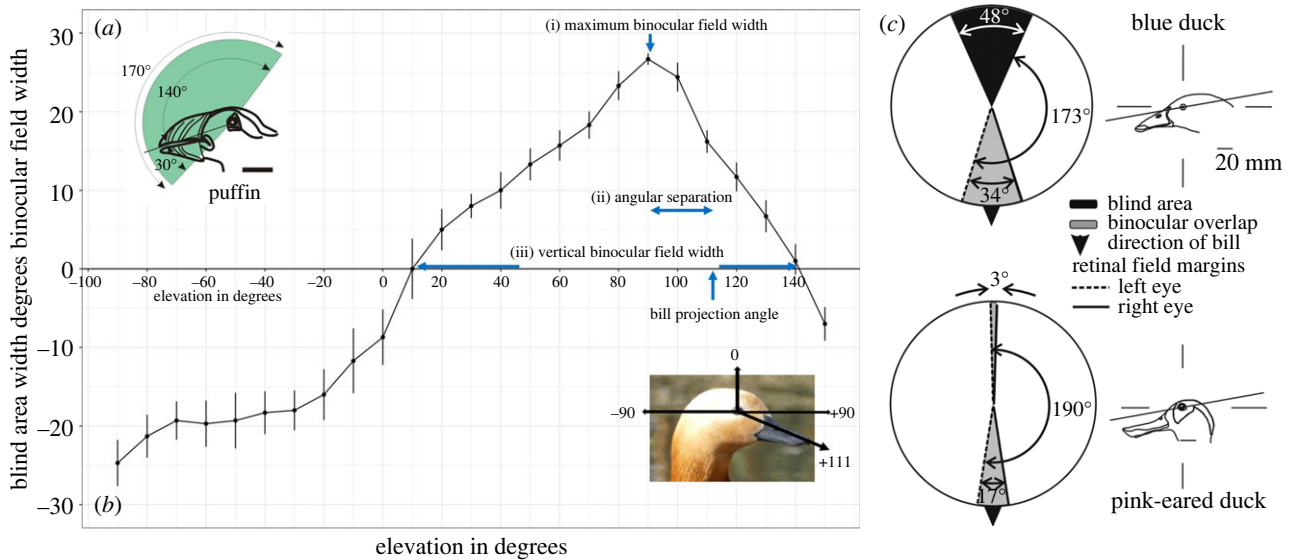 (a)
170°
140°
30°
puffin
(i) maximum binocular field width
(ii) angular separation
(iii) vertical binocular field width
bill projection angle
0
–90
+90
+111
(b)
30
20
10
0
–10
–20
–30
blind area width degrees binocular field width
–100
–80
–60
–40
–20
0
20
40
60
80
100
120
140
elevation in degrees
elevation in degrees
(c)
48°
173°
34°
blue duck
20 mm
blind area
binocular overlap
direction of bill
retinal field margins
left eye
right eye
3°
190°
17°
pink-eared duck